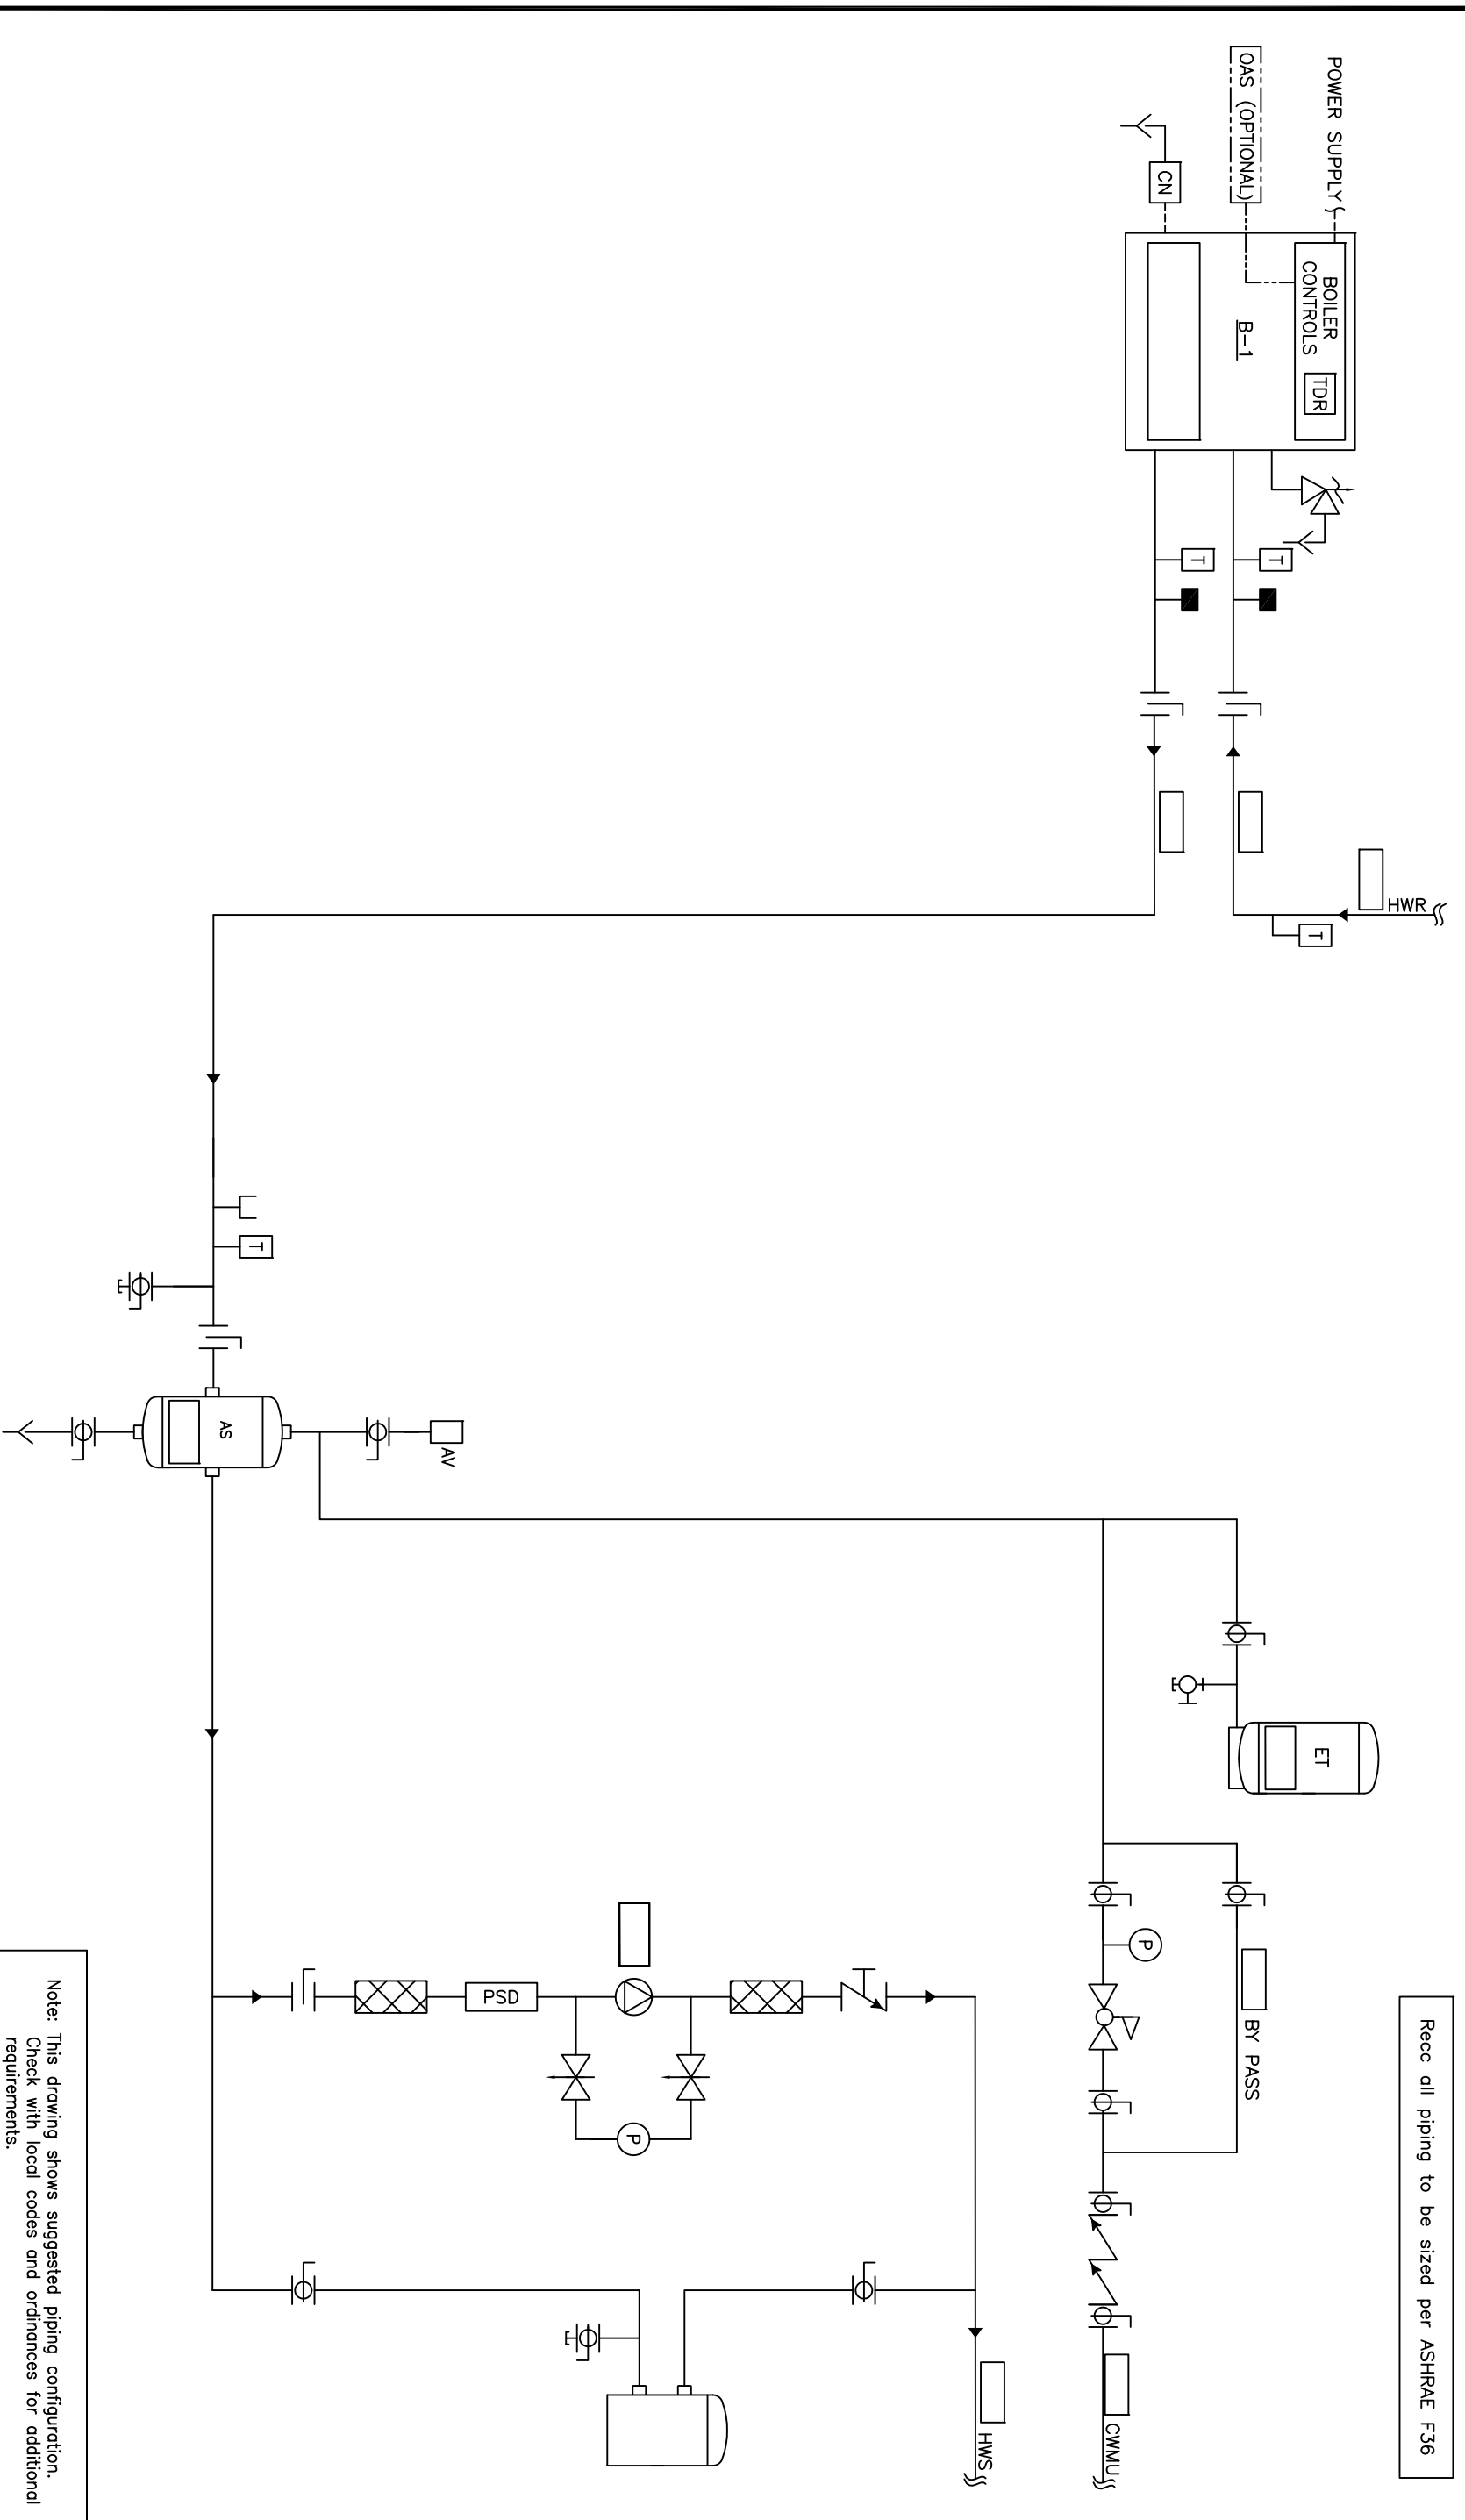 POWER SUPPLY
OAS (OPTIONAL)
CN
BOILER
CONTROLS
TDR
B-1
T
T
HWR
T
T
AS
AV
ET
P
BY PASS
PSD
P
CWMU
HWS
Recc all piping to be sized per ASHRAE F36
Note: This drawing shows suggested piping configuration.
Check with local codes and ordinances for additional
requirements.